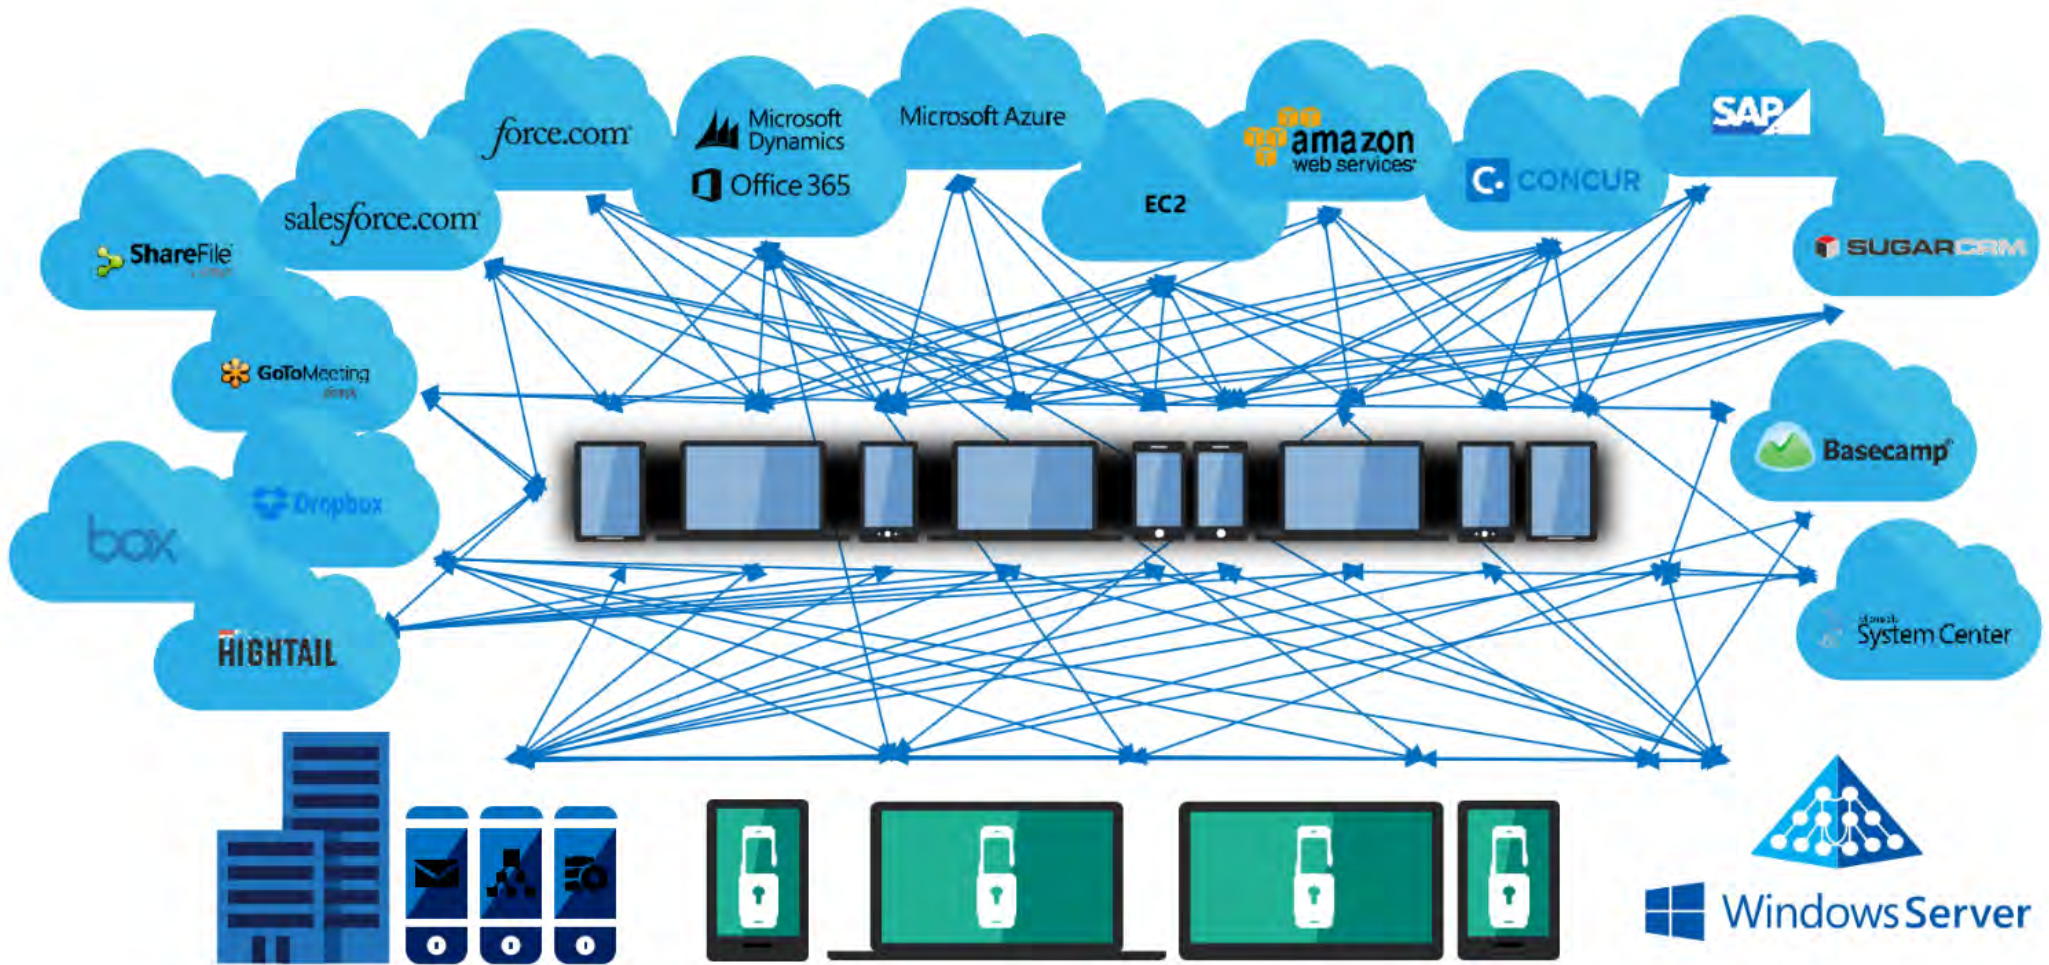 force.com
Microsoft
Dynamics
Office 365
Microsoft Azure
EC2
amazon
web services
CONCUR
SAP
SUGARCRM
salesforce.com
ShareFile
GoToMeeting
Dropbox
box
HIGHTAIL
Basecamp
System Center
Windows Server